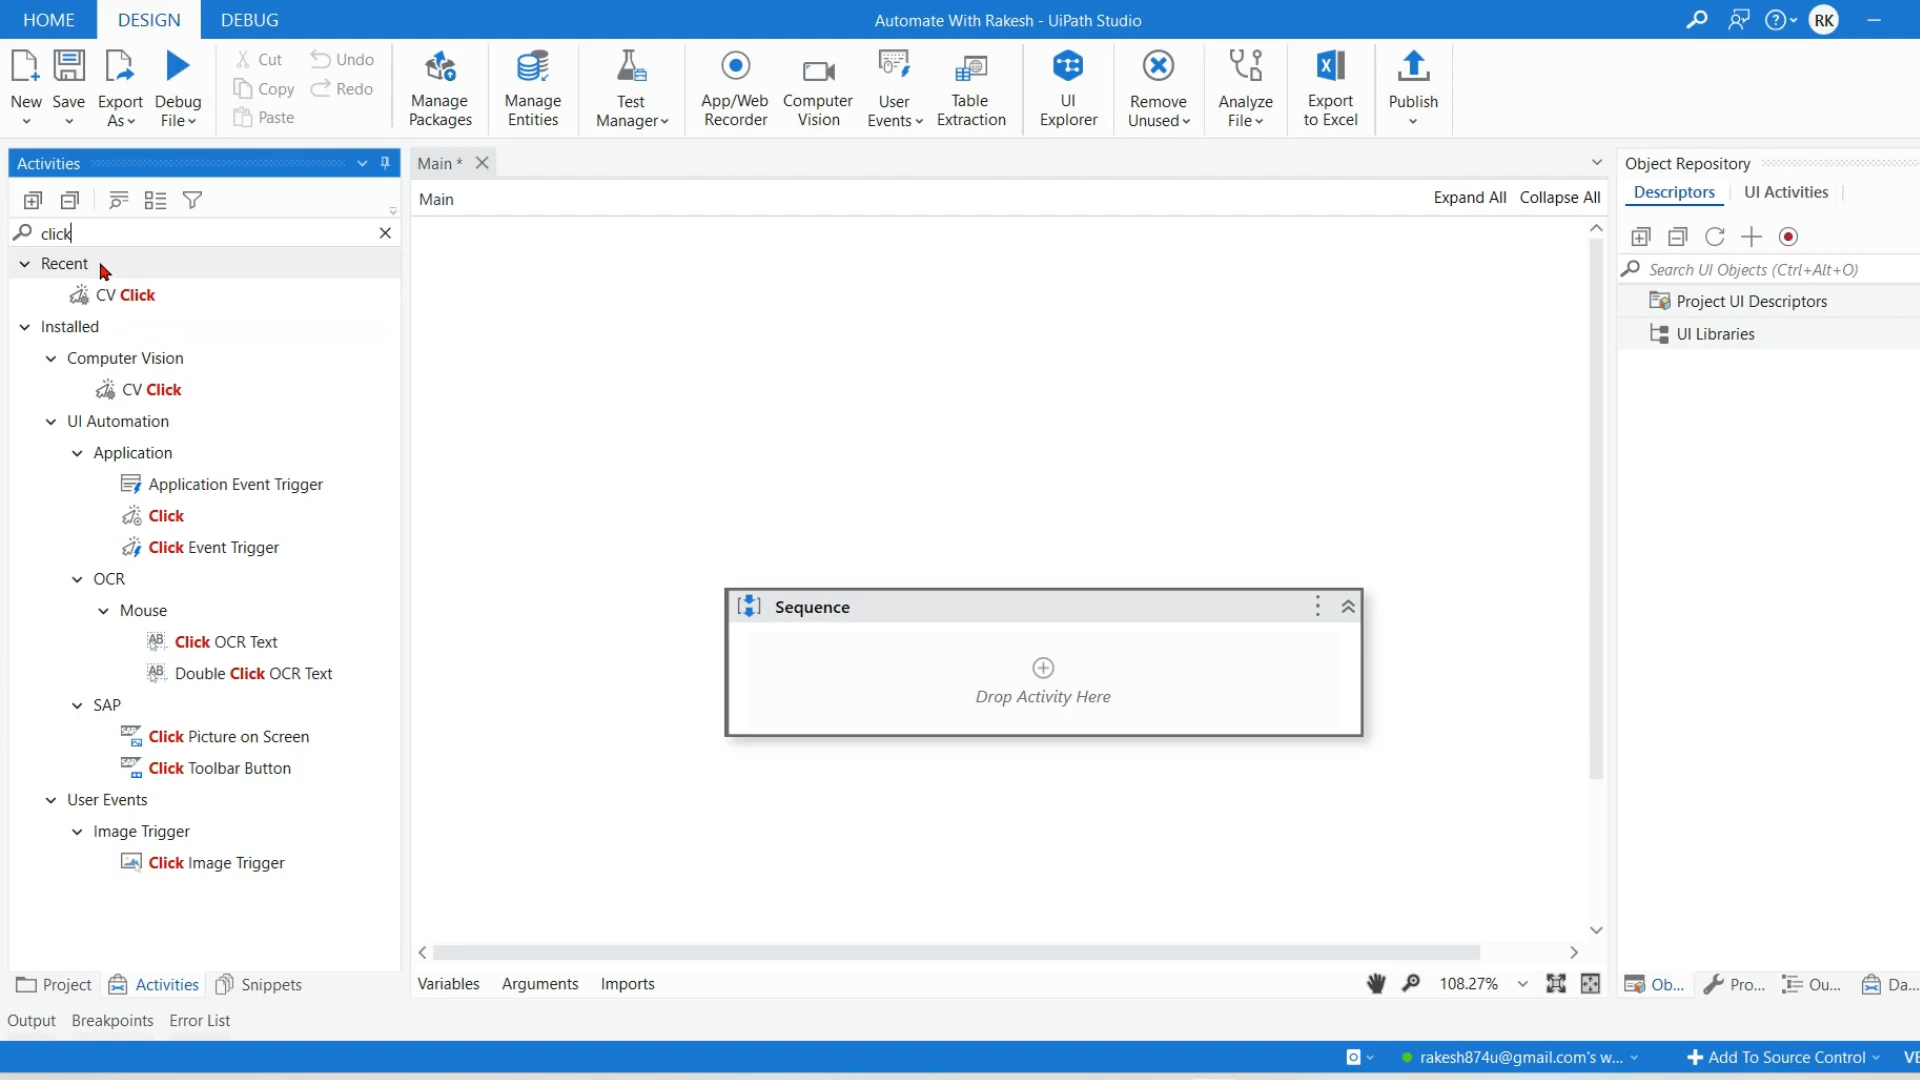 HOME DESIGN DEBUG Automate With Rakesh - UiPath Studio RK
New Save Export As Debug File
Cut Copy Paste Undo Redo
Manage Packages
Manage Entities
Test Manager
App/Web Recorder
Computer Vision
User Events
Table Extraction
UI Explorer
Remove Unused
Analyze File
Export to Excel
Publish
Activities
click
Recent
CV Click
Installed
Computer Vision
CV Click
UI Automation
Application
Application Event Trigger
Click
Click Event Trigger
OCR
Mouse
AB Click OCR Text
AB Double Click OCR Text
SAP
SAP Click Picture on Screen
SAP Click Toolbar Button
User Events
Image Trigger
Click Image Trigger
Project Activities Snippets
Main *
Main Expand All Collapse All
Sequence
Drop Activity Here
Variables Arguments Imports 108.27%
Object Repository
Descriptors UI Activities
Search UI Objects (Ctrl+Alt+O)
Project UI Descriptors
UI Libraries
Ob... Pro... Ou... Da...
Output Breakpoints Error List
rakesh874u@gmail.com's w... Add To Source Control VB